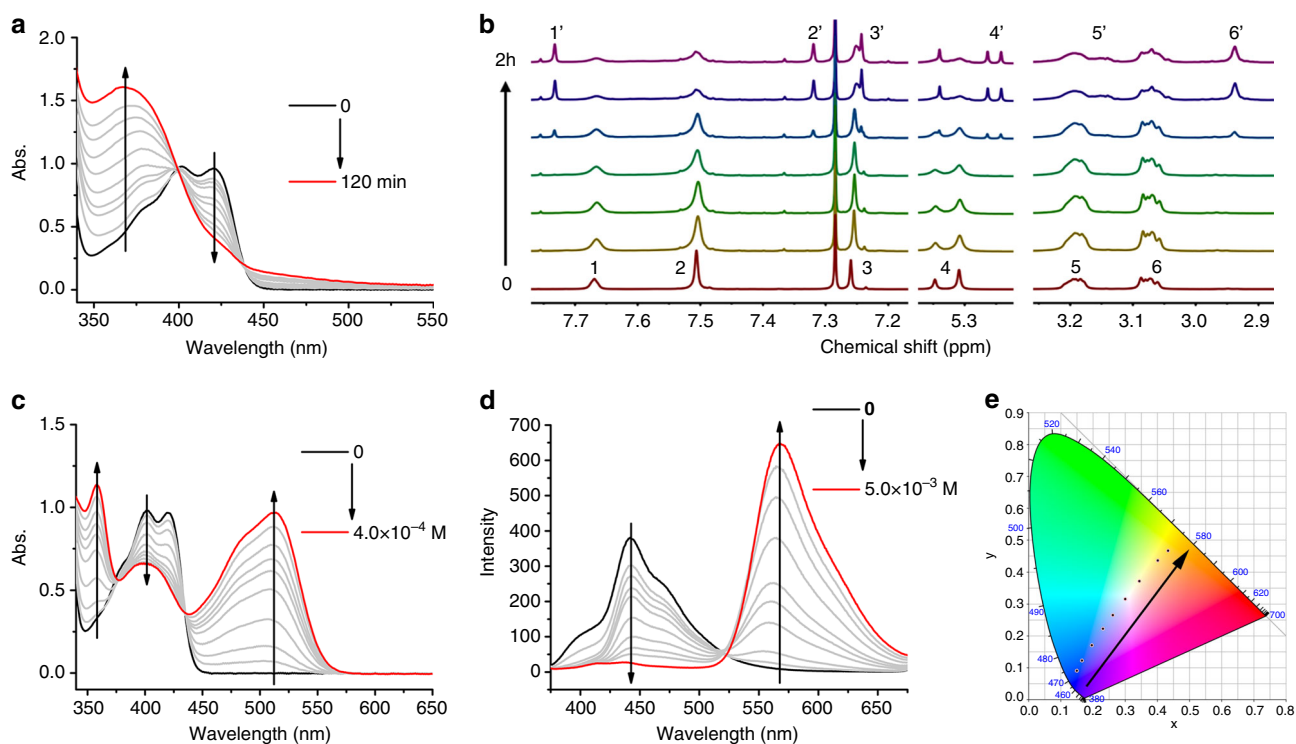 a
2.0
1.5
1.0
0.5
0.0
Abs.
0
120 min
350 400 450 500 550
Wavelength (nm)
b
1’ 2’ 3’ 4’ 5’ 6’
2h
0
1 2 3 4 5 6
7.7 7.6 7.5 7.4 7.3 7.2 5.3 3.2 3.1 3.0 2.9
Chemical shift (ppm)
c
1.5
1.0
0.5
0.0
Abs.
0
4.0×10⁻⁴ M
350 400 450 500 550 600 650
Wavelength (nm)
d
700
600
500
400
300
200
100
0
Intensity
0
5.0×10⁻³ M
400 450 500 550 600 650
Wavelength (nm)
e
0.9
0.8
0.7
0.6
0.5
0.4
0.3
0.2
0.1
0.0
y
520
540
560
500
580
600
620
490
700
480
470
460
380
0.0 0.1 0.2 0.3 0.4 0.5 0.6 0.7 0.8
x